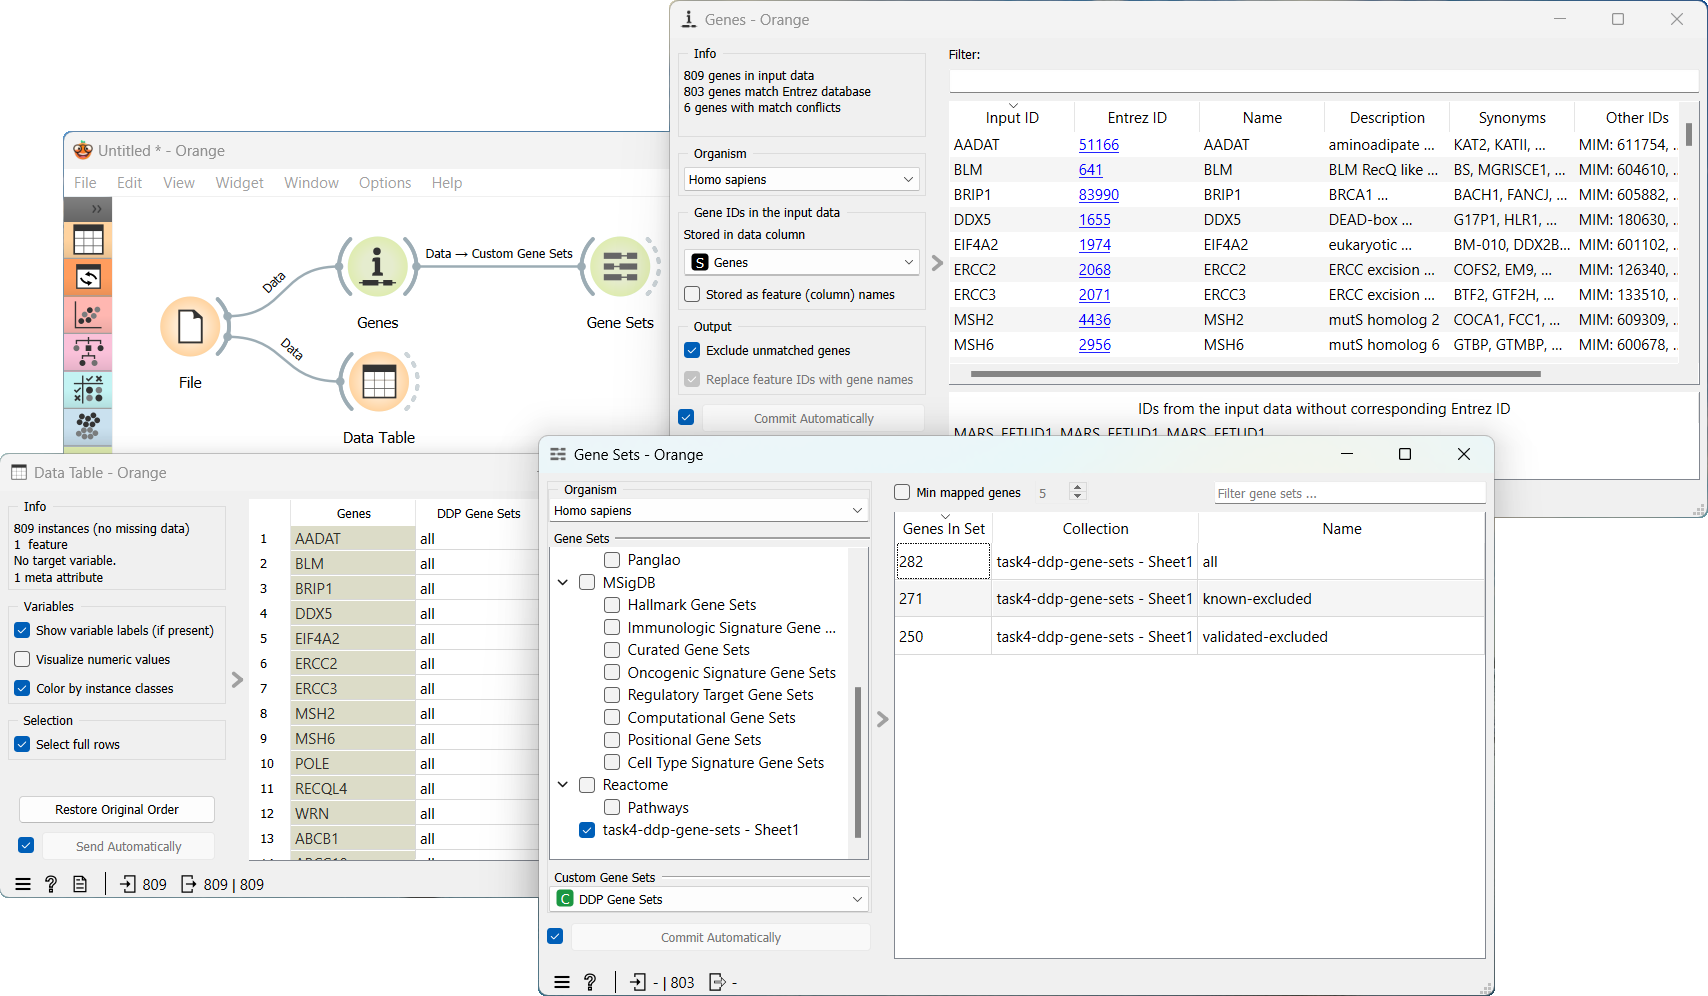 Untitled * - Orange
File Edit View Widget Window Options Help
»
Data
Data → Custom Gene Sets
Genes
Gene Sets
File
Data
Data Table
Genes - Orange
Info
809 genes in input data
803 genes match Entrez database
6 genes with match conflicts
Organism
Homo sapiens
Gene IDs in the input data
Stored in data column
S Genes
Stored as feature (column) names
Output
Exclude unmatched genes
Replace feature IDs with gene names
Commit Automatically
Filter:
Input ID Entrez ID Name Description Synonyms Other IDs
AADAT 51166 AADAT aminoadipate ... KAT2, KATII, ... MIM: 611754, ..
BLM 641 BLM BLM RecQ like ... BS, MGRISCE1, ... MIM: 604610, ..
BRIP1 83990 BRIP1 BRCA1 ... BACH1, FANCJ, ... MIM: 605882, ..
DDX5 1655 DDX5 DEAD-box ... G17P1, HLR1, ... MIM: 180630, ..
EIF4A2 1974 EIF4A2 eukaryotic ... BM-010, DDX2B... MIM: 601102, ..
ERCC2 2068 ERCC2 ERCC excision ... COFS2, EM9, ... MIM: 126340, ..
ERCC3 2071 ERCC3 ERCC excision ... BTF2, GTF2H, ... MIM: 133510, ..
MSH2 4436 MSH2 mutS homolog 2 COCA1, FCC1, ... MIM: 609309, ..
MSH6 2956 MSH6 mutS homolog 6 GTBP, GTMBP, ... MIM: 600678, ..
IDs from the input data without corresponding Entrez ID
MARS, EFTUD1, MARS, EFTUD1, MARS, EFTUD1
Data Table - Orange
Info
809 instances (no missing data)
1 feature
No target variable.
1 meta attribute
Variables
Show variable labels (if present)
Visualize numeric values
Color by instance classes
Selection
Select full rows
Restore Original Order
Send Automatically
809 809 | 809
Genes DDP Gene Sets
1 AADAT all
2 BLM all
3 BRIP1 all
4 DDX5 all
5 EIF4A2 all
6 ERCC2 all
7 ERCC3 all
8 MSH2 all
9 MSH6 all
10 POLE all
11 RECQL4 all
12 WRN all
13 ABCB1 all
Gene Sets - Orange
Organism
Homo sapiens
Gene Sets
Panglao
MSigDB
Hallmark Gene Sets
Immunologic Signature Gene ...
Curated Gene Sets
Oncogenic Signature Gene Sets
Regulatory Target Gene Sets
Computational Gene Sets
Positional Gene Sets
Cell Type Signature Gene Sets
Reactome
Pathways
task4-ddp-gene-sets - Sheet1
Custom Gene Sets
C DDP Gene Sets
Commit Automatically
- | 803 -
Min mapped genes 5 Filter gene sets ...
Genes In Set Collection Name
282 task4-ddp-gene-sets - Sheet1 all
271 task4-ddp-gene-sets - Sheet1 known-excluded
250 task4-ddp-gene-sets - Sheet1 validated-excluded